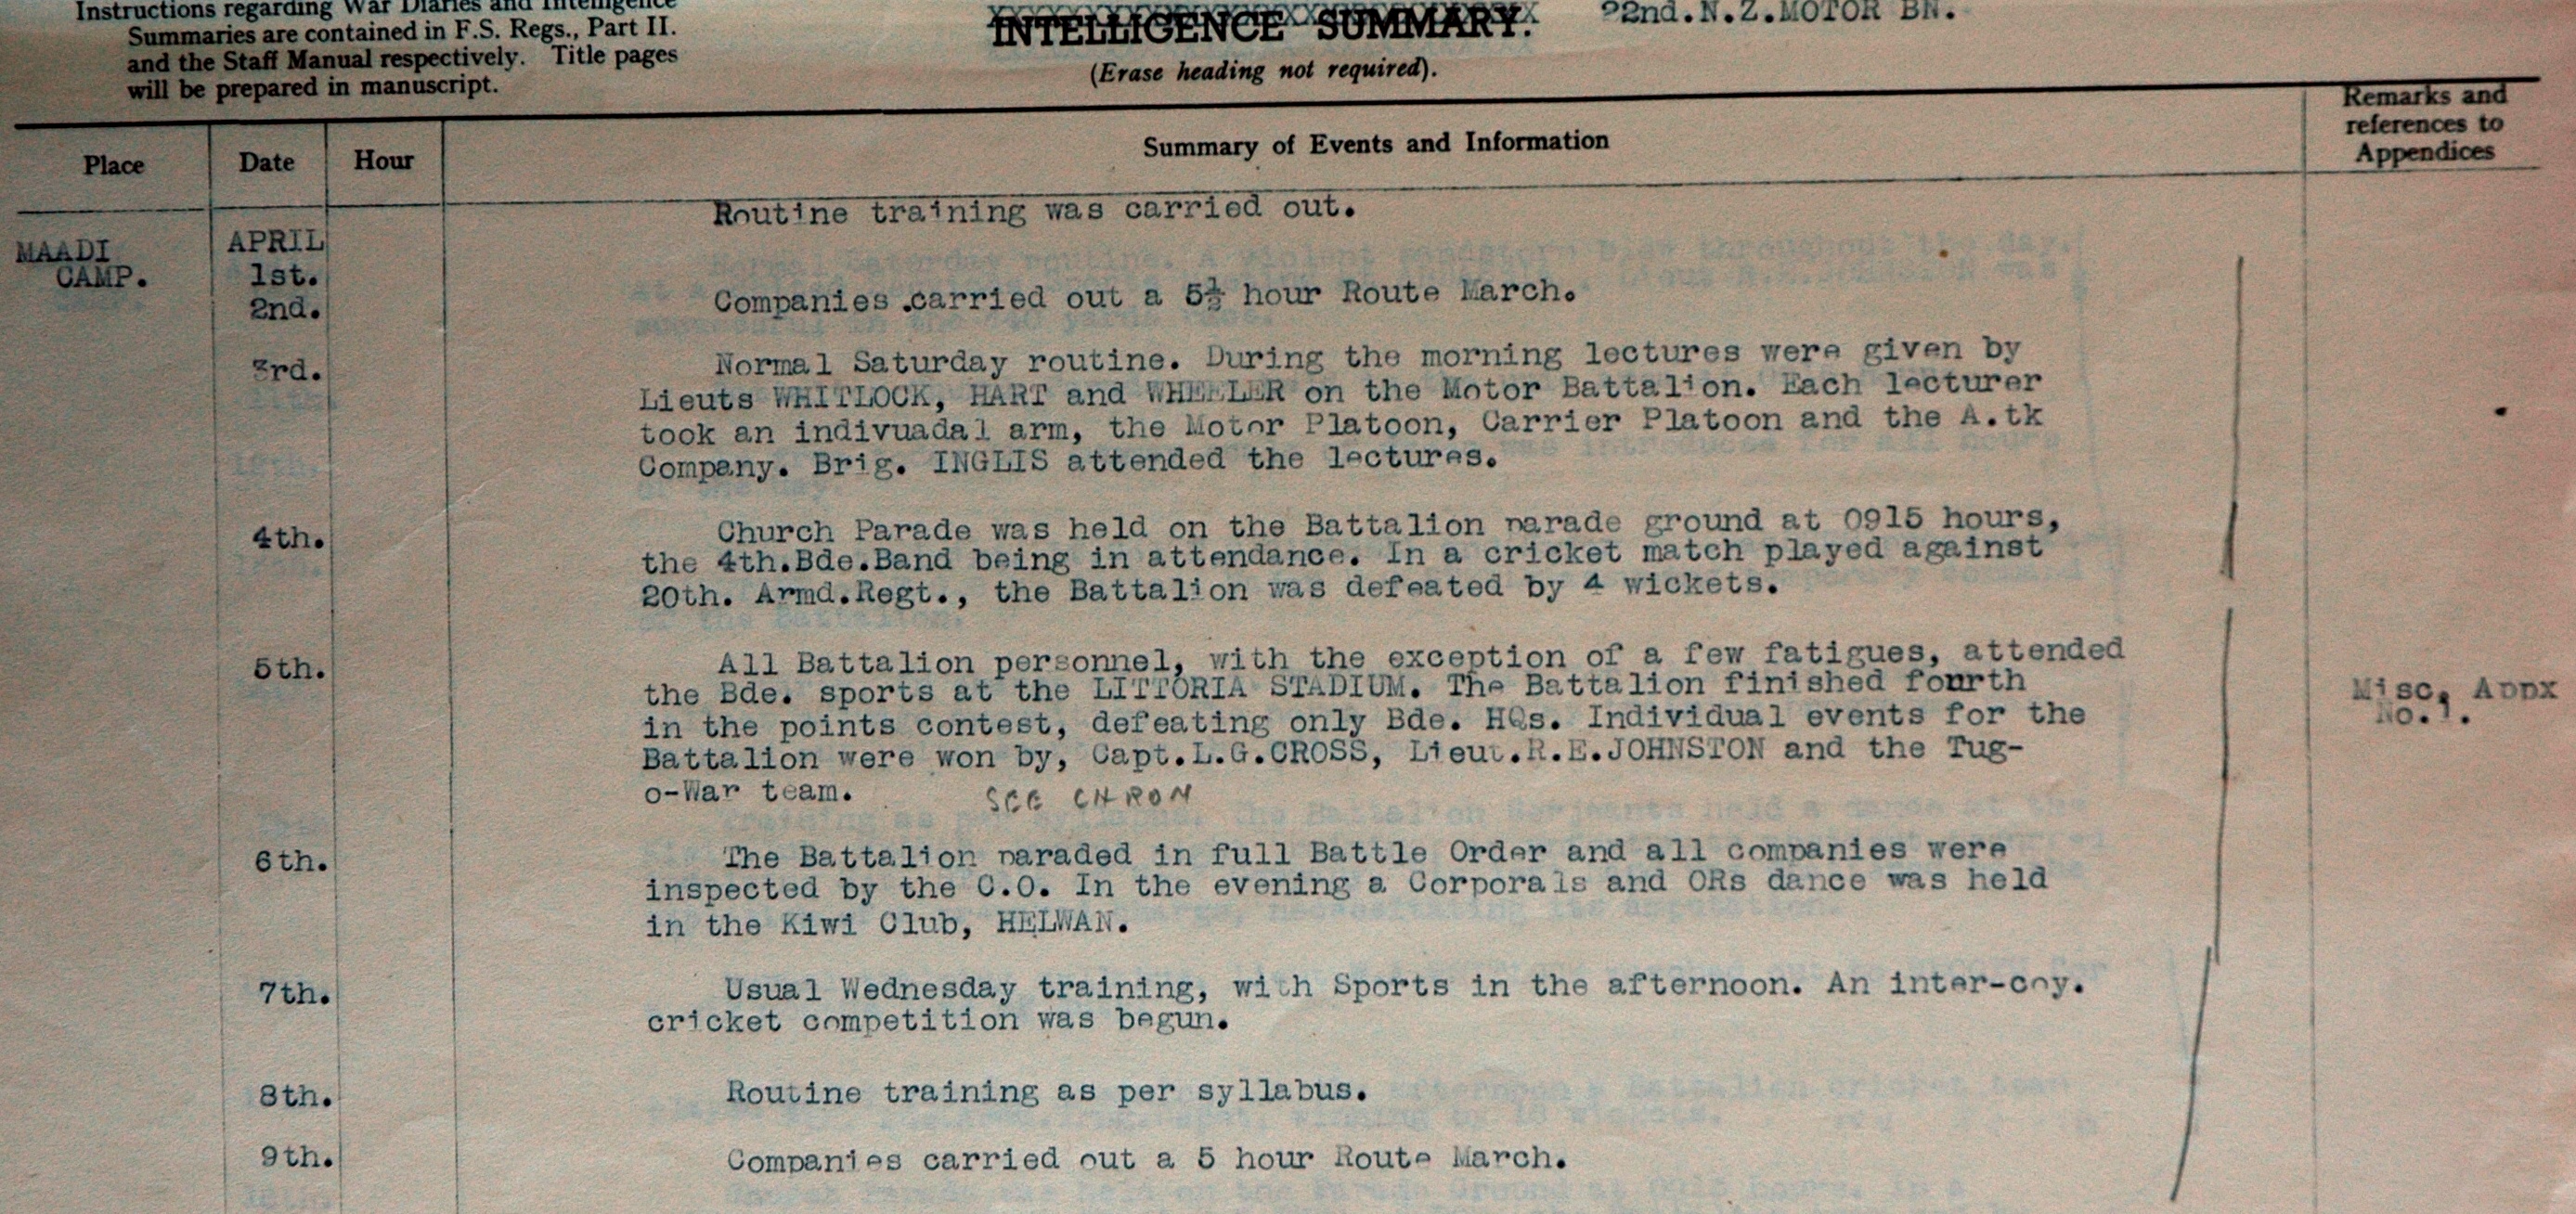 Instructions regarding War Diaries and Intelligence
Summaries are contained in F.S. Regs., Part II.
and the Staff Manual respectively. Title pages
will be prepared in manuscript.
INTELLIGENCE SUMMARY.
(Erase heading not required).
22nd.N.Z.MOTOR BN.
Place
Date
Hour
Summary of Events and Information
Remarks and
references to
Appendices
MAADI
CAMP.
APRIL
1st.
Routine training was carried out.
2nd.
Companies .carried out a 5½ hour Route March.
3rd.
Normal Saturday routine. During the morning lectures were given by
Lieuts WHITLOCK, HART and WHEELER on the Motor Battalion. Each lecturer
took an indivuadal arm, the Motor Platoon, Carrier Platoon and the A.tk
Company. Brig. INGLIS attended the lectures.
4th.
Church Parade was held on the Battalion parade ground at 0915 hours,
the 4th.Bde.Band being in attendance. In a cricket match played against
20th. Armd.Regt., the Battalion was defeated by 4 wickets.
5th.
All Battalion personnel, with the exception of a few fatigues, attended
the Bde. sports at the LITTORIA STADIUM. The Battalion finished fourth
in the points contest, defeating only Bde. HQs. Individual events for the
Battalion were won by, Capt.L.G.CROSS, Lieut.R.E.JOHNSTON and the Tug-
o-War team.
SEE CHRON
Misc, Appx
No.1.
6th.
The Battalion paraded in full Battle Order and all companies were
inspected by the C.O. In the evening a Corporals and ORs dance was held
in the Kiwi Club, HELWAN.
7th.
Usual Wednesday training, with Sports in the afternoon. An inter-coy.
cricket competition was begun.
8th.
Routine training as per syllabus.
9th.
Companies carried out a 5 hour Route March.